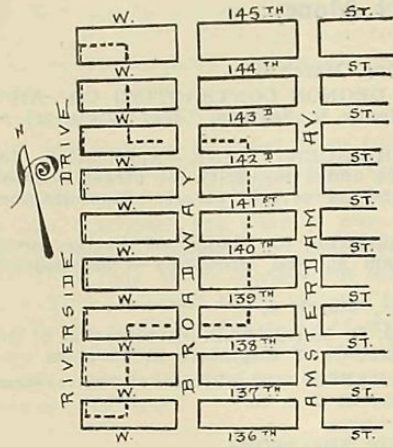 W. 145TH ST.
W. 144TH ST.
W. 143D ST.
W. 142D ST.
W. 141ST ST.
W. 140TH ST.
W. 139TH ST
W. 138TH ST.
W. 137TH ST.
W. 136TH ST.
N
RIVERSIDE DRIVE
BROADWAY
AMSTERDAM AV